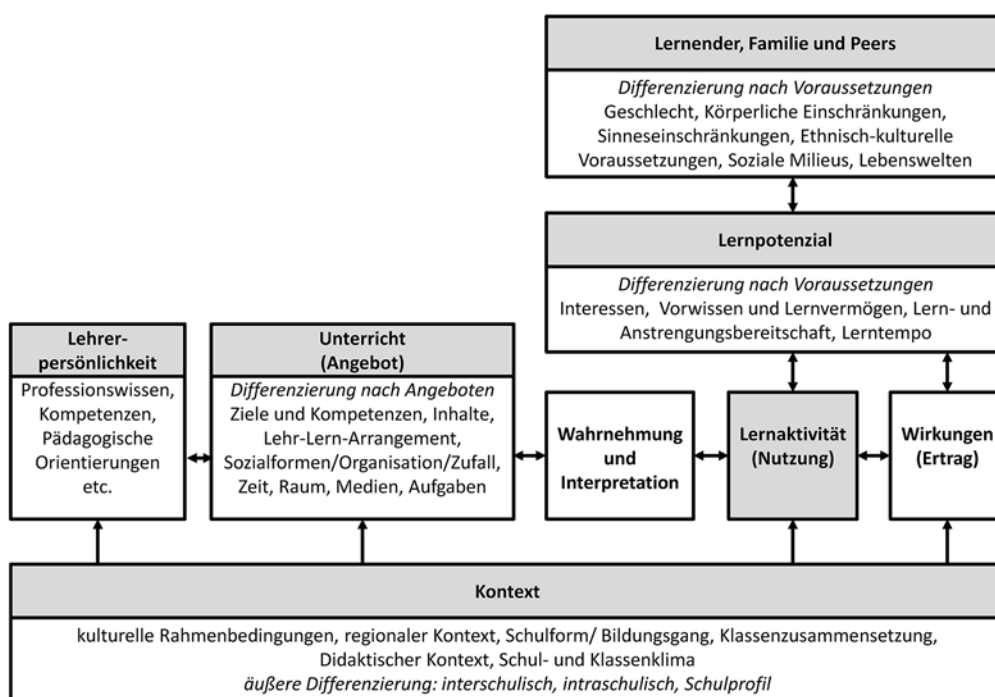 Lernender, Familie und Peers
Differenzierung nach Voraussetzungen
Geschlecht, Körperliche Einschränkungen,
Sinneseinschränkungen, Ethnisch-kulturelle
Voraussetzungen, Soziale Milieus, Lebenswelten
Lernpotenzial
Differenzierung nach Voraussetzungen
Interessen, Vorwissen und Lernvermögen, Lern- und
Anstrengungsbereitschaft, Lerntempo
Lehrer-
persönlichkeit
Professionswissen,
Kompetenzen,
Pädagogische
Orientierungen
etc.
Unterricht
(Angebot)
Differenzierung nach Angeboten
Ziele und Kompetenzen, Inhalte,
Lehr-Lern-Arrangement,
Sozialformen/Organisation/Zufall,
Zeit, Raum, Medien, Aufgaben
Wahrnehmung
und
Interpretation
Lernaktivität
(Nutzung)
Wirkungen
(Ertrag)
Kontext
kulturelle Rahmenbedingungen, regionaler Kontext, Schulform/ Bildungsgang, Klassenzusammensetzung,
Didaktischer Kontext, Schul- und Klassenklima
äußere Differenzierung: interschulisch, intraschulisch, Schulprofil